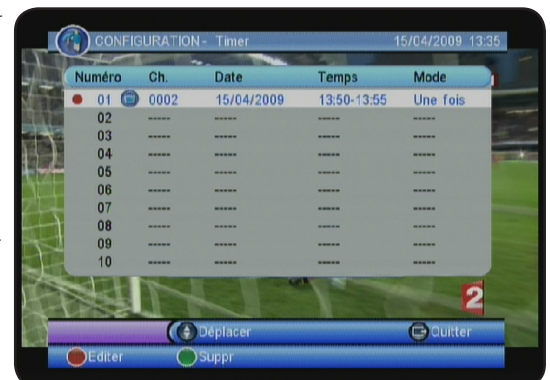 CONFIGURATION - Timer 15/04/2009 13:35
Numéro Ch. Date Temps Mode
01 0002 15/04/2009 13:50-13:55 Une fois
02 ----- ----- ----- -----
03 ----- ----- ----- -----
04 ----- ----- ----- -----
05 ----- ----- ----- -----
06 ----- ----- ----- -----
07 ----- ----- ----- -----
08 ----- ----- ----- -----
09 ----- ----- ----- -----
10 ----- ----- ----- -----
2
Déplacer Quitter
Editer Suppr